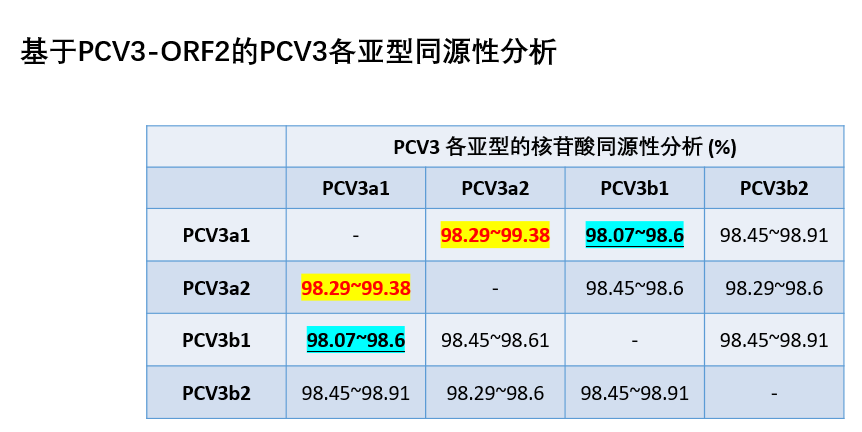 基于PCV3-ORF2的PCV3各亚型同源性分析
PCV3 各亚型的核苷酸同源性分析 (%)
PCV3a1 PCV3a2 PCV3b1 PCV3b2
PCV3a1 - 98.29~99.38 98.07~98.6 98.45~98.91
PCV3a2 98.29~99.38 - 98.45~98.6 98.29~98.6
PCV3b1 98.07~98.6 98.45~98.61 - 98.45~98.91
PCV3b2 98.45~98.91 98.29~98.6 98.45~98.91 -